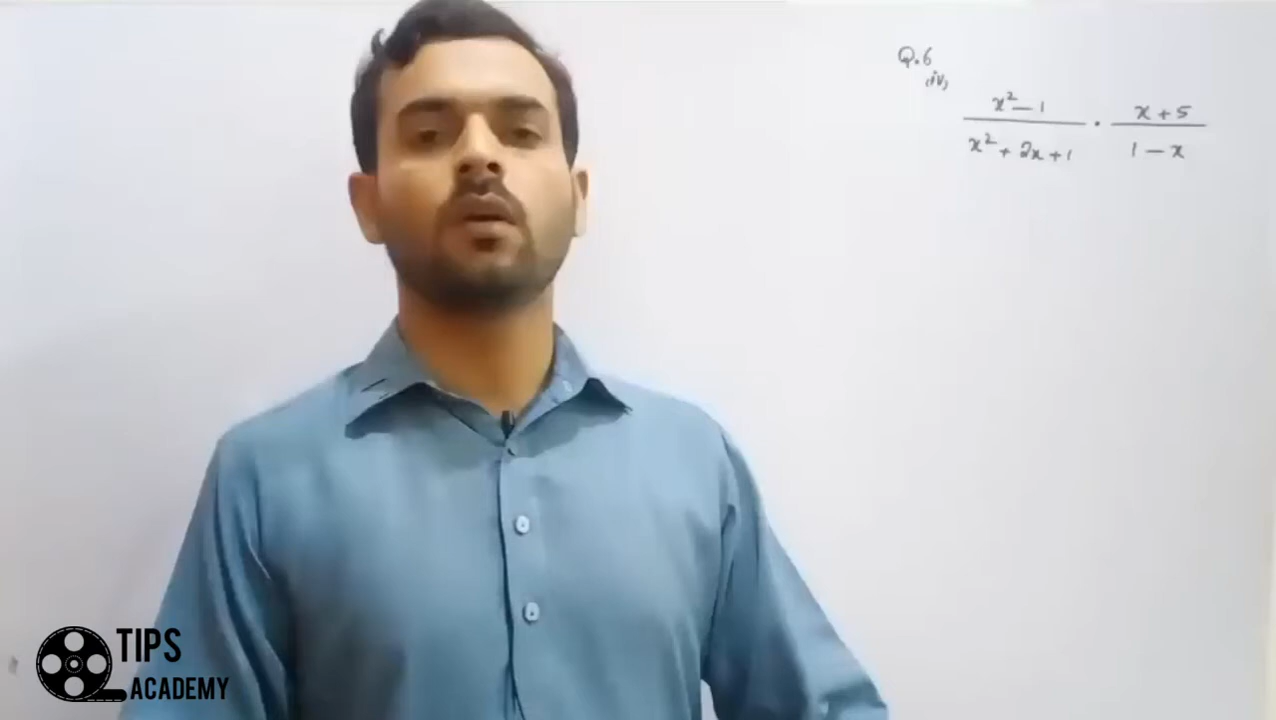 Q.6
(iv)
x² - 1 / x² + 2x + 1 · x + 5 / 1 - x
TIPS
ACADEMY